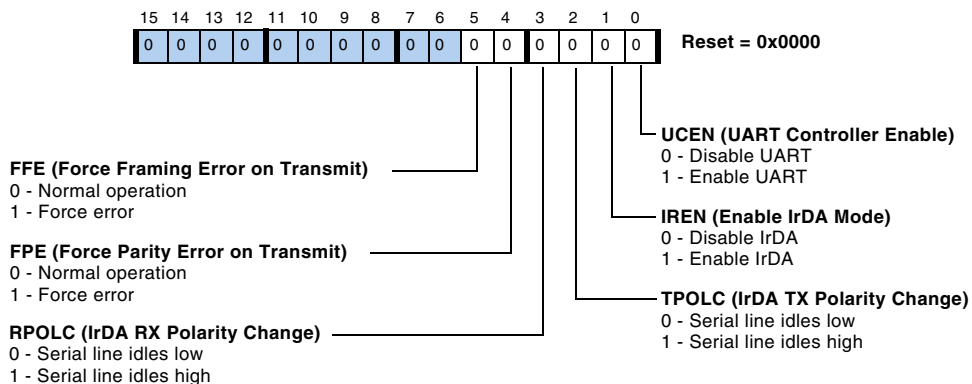 15 14 13 12 11 10 9 8 7 6 5 4 3 2 1 0
0 0 0 0 0 0 0 0 0 0 0 0 0 0 0 0
Reset = 0x0000
FFE (Force Framing Error on Transmit)
0 - Normal operation
1 - Force error
FPE (Force Parity Error on Transmit)
0 - Normal operation
1 - Force error
RPOLC (IrDA RX Polarity Change)
0 - Serial line idles low
1 - Serial line idles high
UCEN (UART Controller Enable)
0 - Disable UART
1 - Enable UART
IREN (Enable IrDA Mode)
0 - Disable IrDA
1 - Enable IrDA
TPOLC (IrDA TX Polarity Change)
0 - Serial line idles low
1 - Serial line idles high